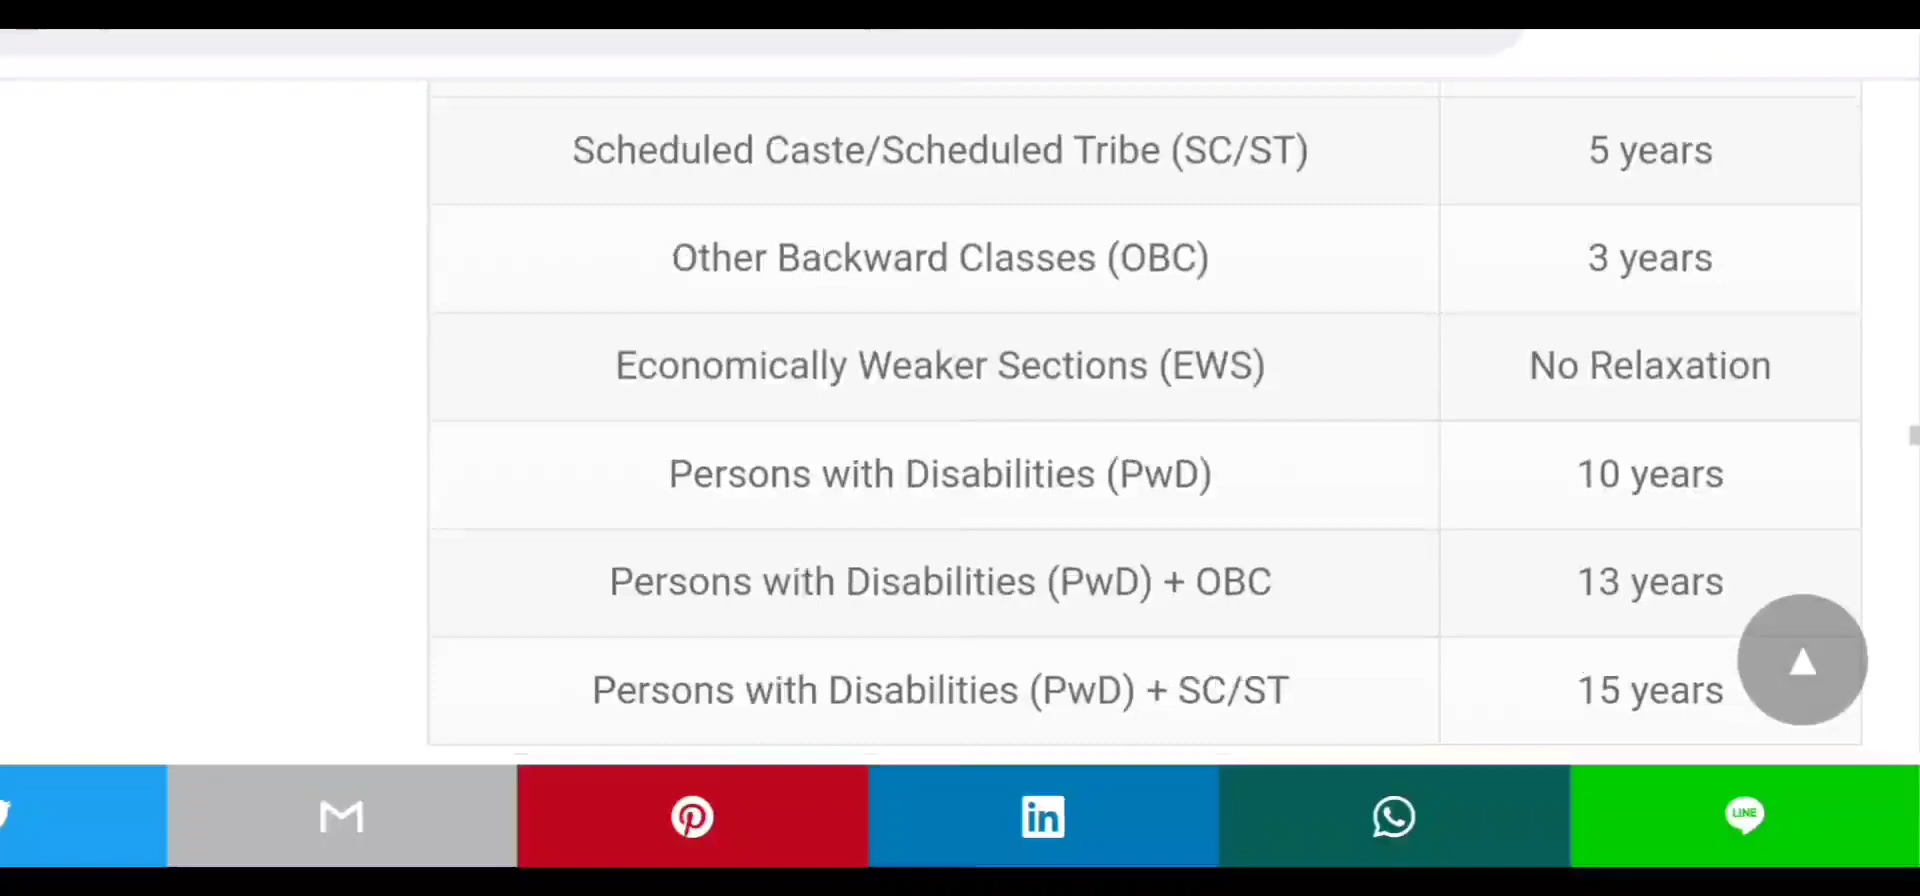 Scheduled Caste/Scheduled Tribe (SC/ST) 5 years
Other Backward Classes (OBC) 3 years
Economically Weaker Sections (EWS) No Relaxation
Persons with Disabilities (PwD) 10 years
Persons with Disabilities (PwD) + OBC 13 years
Persons with Disabilities (PwD) + SC/ST 15 years
in
LINE